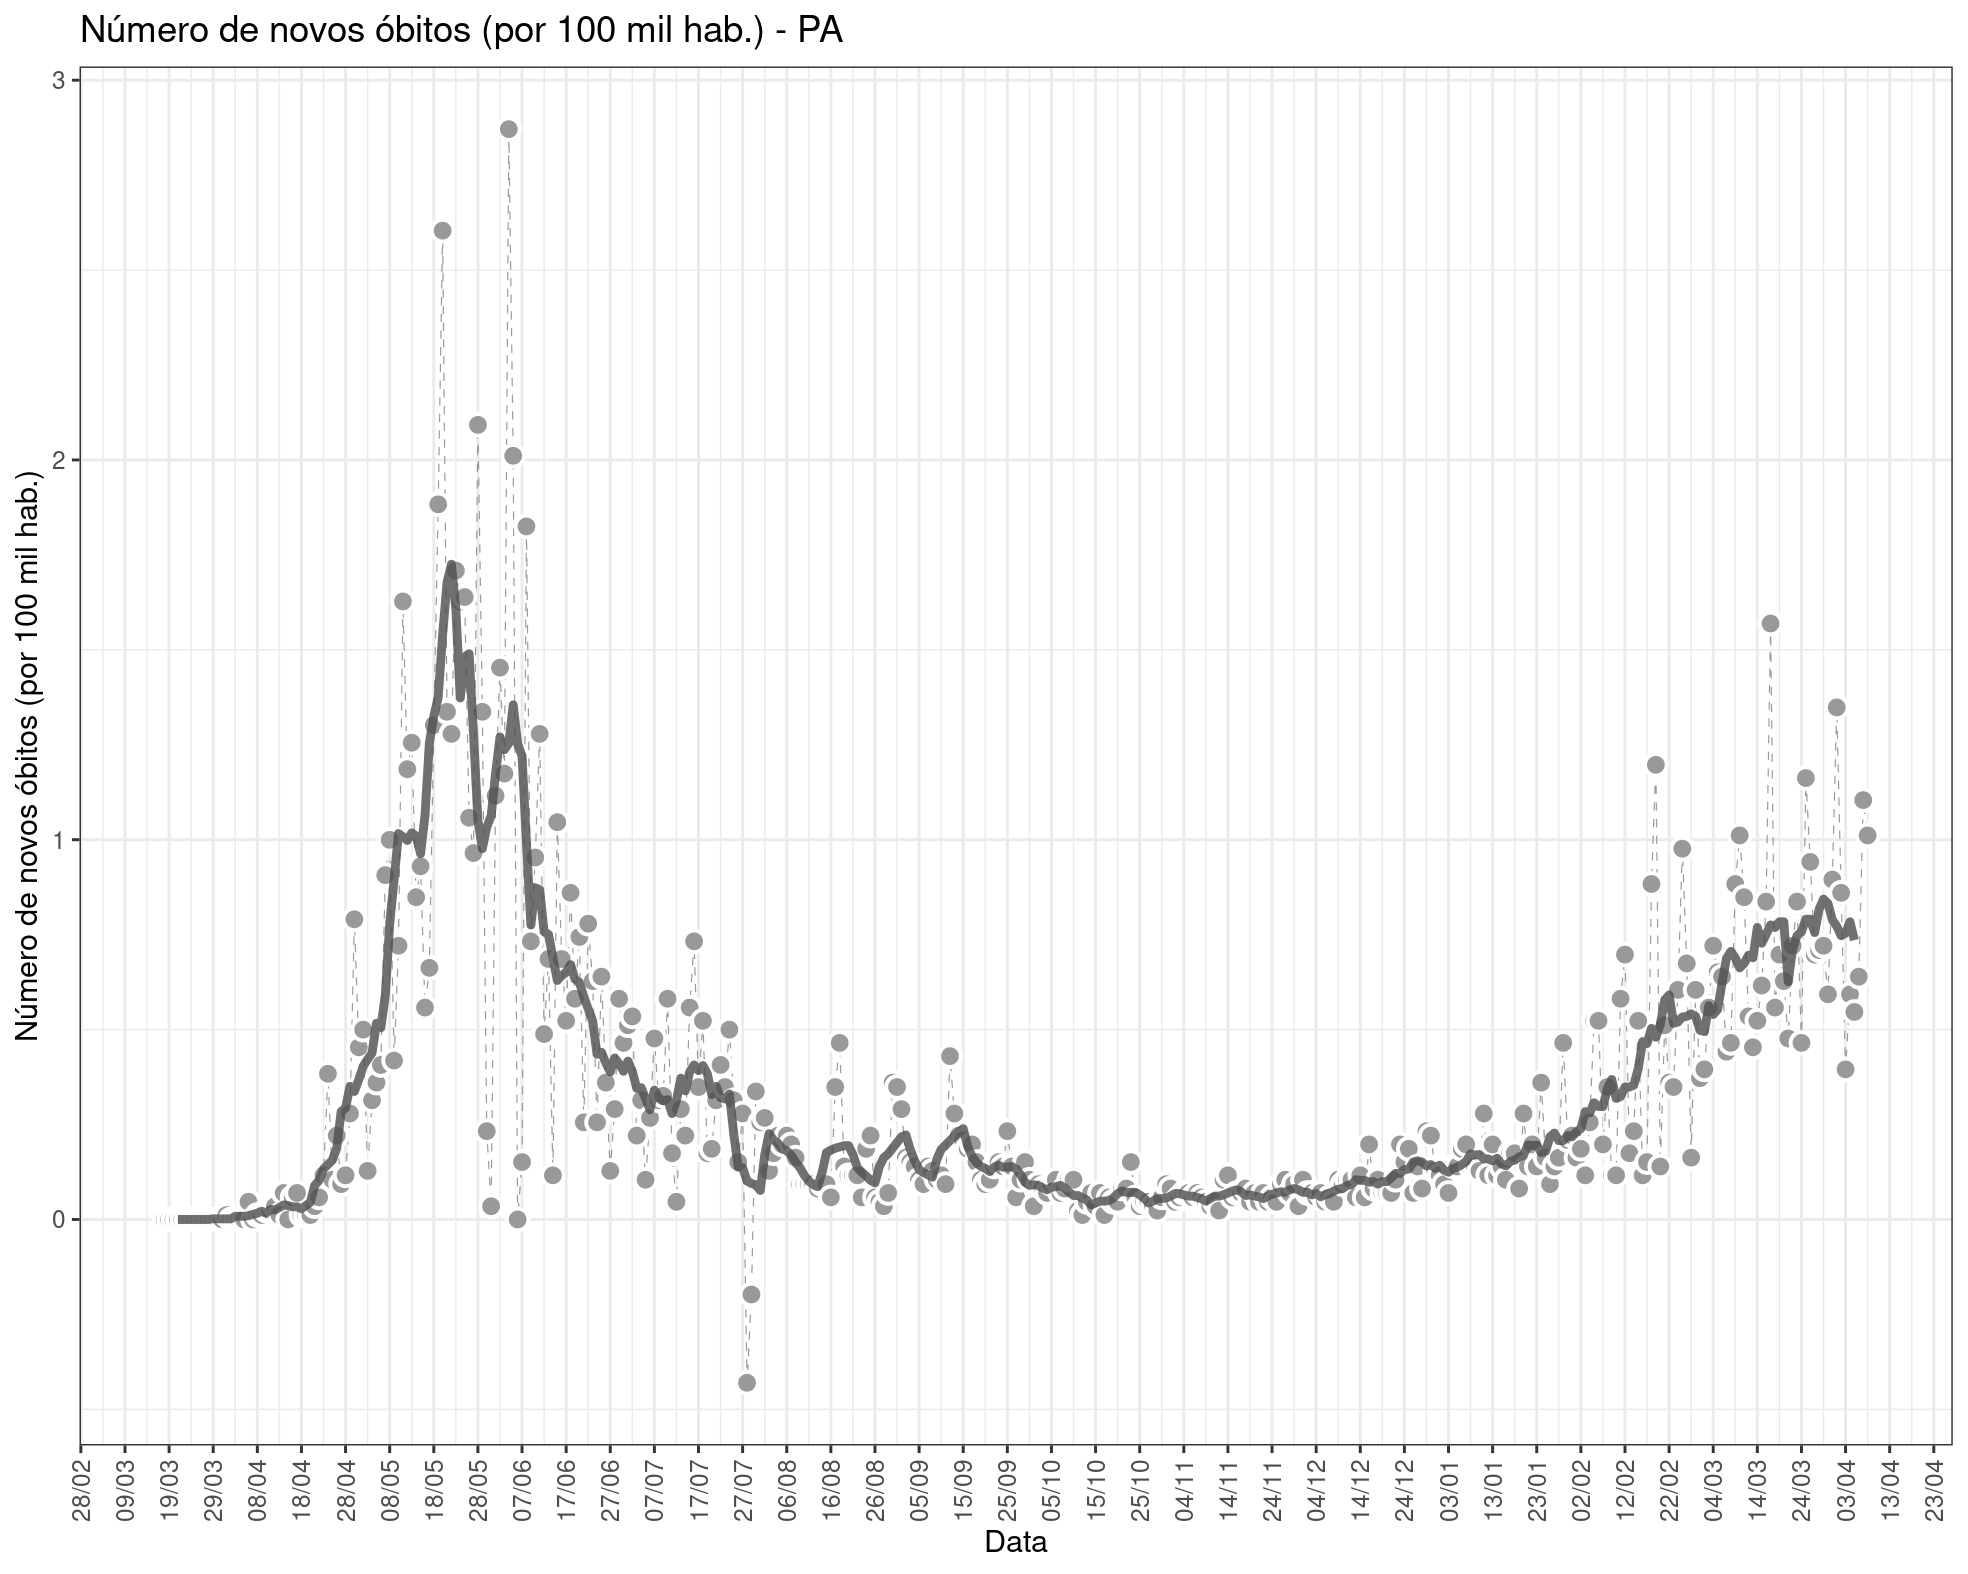 Número de novos óbitos (por 100 mil hab.) - PA
Número de novos óbitos (por 100 mil hab.)
3
2
1
0
28/02 09/03 19/03 29/03 08/04 18/04 28/04 08/05 18/05 28/05 07/06 17/06 27/06 07/07 17/07 27/07 06/08 16/08 26/08 05/09 15/09 25/09 05/10 15/10 25/10 04/11 14/11 24/11 04/12 14/12 24/12 03/01 13/01 23/01 02/02 12/02 22/02 04/03 14/03 24/03 03/04 13/04 23/04
Data